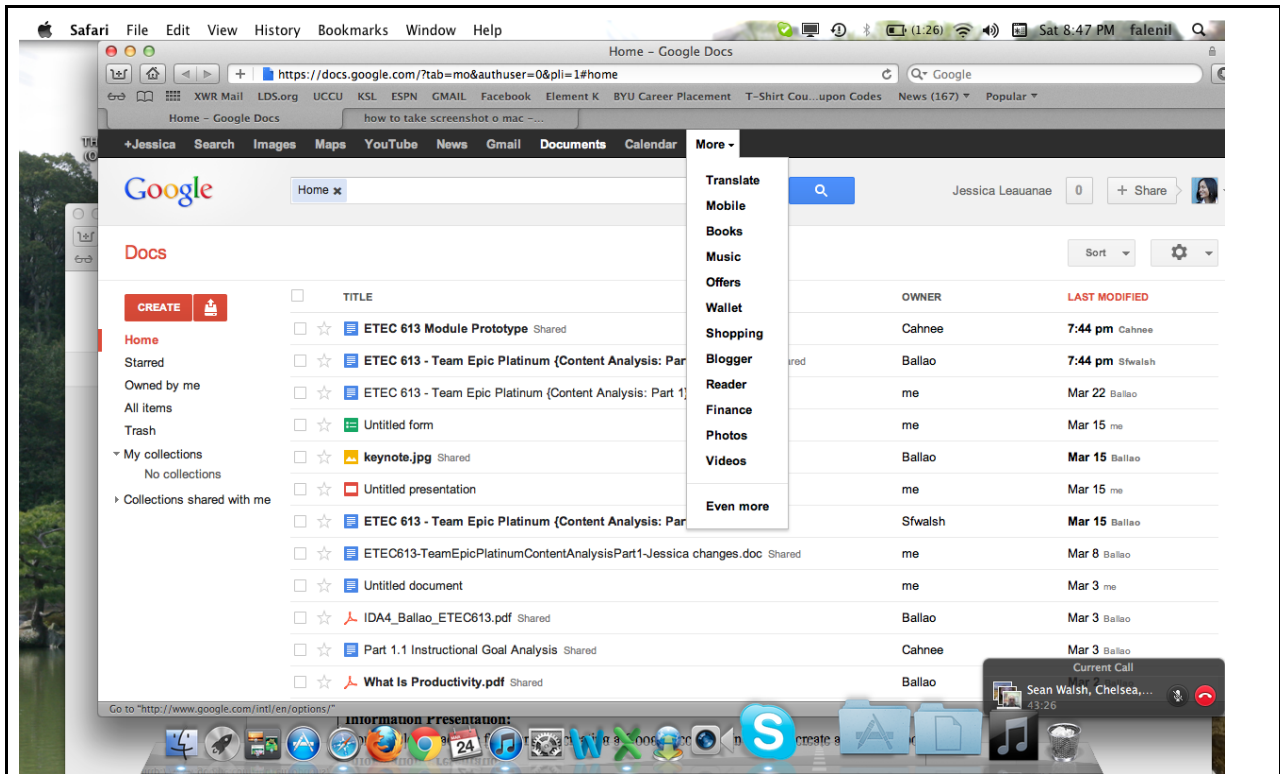 Safari File Edit View History Bookmarks Window Help (1:26) Sat 8:47 PM falenil
Home – Google Docs
https://docs.google.com/?tab=mo&authuser=0&pli=1#home Google
XWR Mail LDS.org UCCU KSL ESPN GMAIL Facebook Element K BYU Career Placement T-Shirt Cou...upon Codes News (167) Popular
Home – Google Docs how to take screenshot o mac –...
+Jessica Search Images Maps YouTube News Gmail Documents Calendar More
Google Home x Jessica Leauanae 0 + Share
Translate
Mobile
Books
Music
Offers
Wallet
Shopping
Blogger
Reader
Finance
Photos
Videos
Even more
Docs Sort
CREATE
Home
Starred
Owned by me
All items
Trash
My collections
No collections
Collections shared with me
TITLE OWNER LAST MODIFIED
ETEC 613 Module Prototype Shared Cahnee 7:44 pm Cahnee
ETEC 613 - Team Epic Platinum {Content Analysis: Par Ballao 7:44 pm Sfwalsh
ETEC 613 - Team Epic Platinum {Content Analysis: Part 1} me Mar 22 Ballao
Untitled form me Mar 15 me
keynote.jpg Shared Ballao Mar 15 Ballao
Untitled presentation me Mar 15 me
ETEC 613 - Team Epic Platinum {Content Analysis: Par Sfwalsh Mar 15 Ballao
ETEC613-TeamEpicPlatinumContentAnalysisPart1-Jessica changes.doc Shared me Mar 8 Ballao
Untitled document me Mar 3 me
IDA4_Ballao_ETEC613.pdf Shared Ballao Mar 3 Ballao
Part 1.1 Instructional Goal Analysis Shared Cahnee Mar 3 Ballao
What Is Productivity.pdf Shared Ballao Mar 2
Current Call
Sean Walsh, Chelsea,...
43:26
Go to "http://www.google.com/intl/en/options/"
Information Presentation:
24